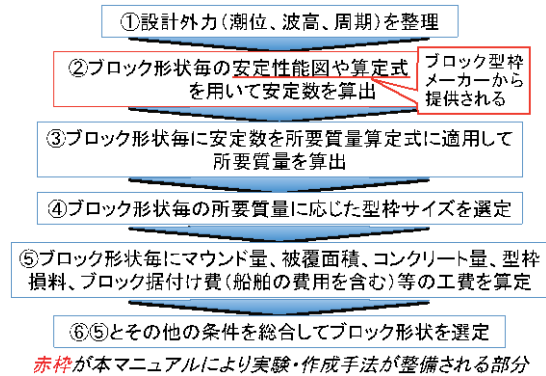 ①設計外力(潮位、波高、周期)を整理
②ブロック形状毎の安定性能図や算定式
を用いて安定数を算出
ブロック型枠
メーカーから
提供される
③ブロック形状毎に安定数を所要質量算定式に適用して
所要質量を算出
④ブロック形状毎の所要質量に応じた型枠サイズを選定
⑤ブロック形状毎にマウンド量、被覆面積、コンクリート量、型枠
損料、ブロック据付け費(船舶の費用を含む)等の工費を算定
⑥⑤とその他の条件を総合してブロック形状を選定
赤枠が本マニュアルにより実験・作成手法が整備される部分